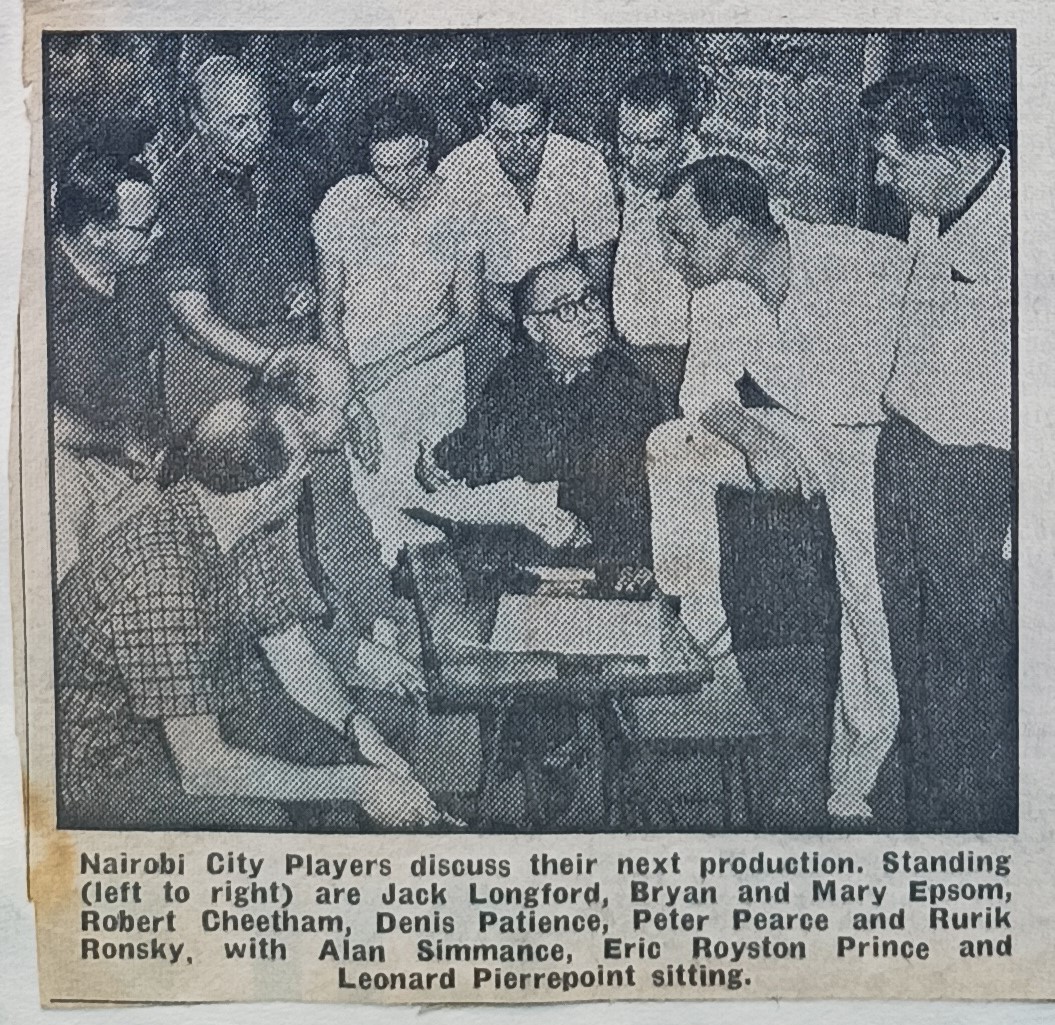 Nairobi City Players discuss their next production. Standing
(left to right) are Jack Longford, Bryan and Mary Epsom,
Robert Cheetham, Denis Patience, Peter Pearce and Rurik
Ronsky, with Alan Simmance, Eric Royston Prince and
Leonard Pierrepoint sitting.